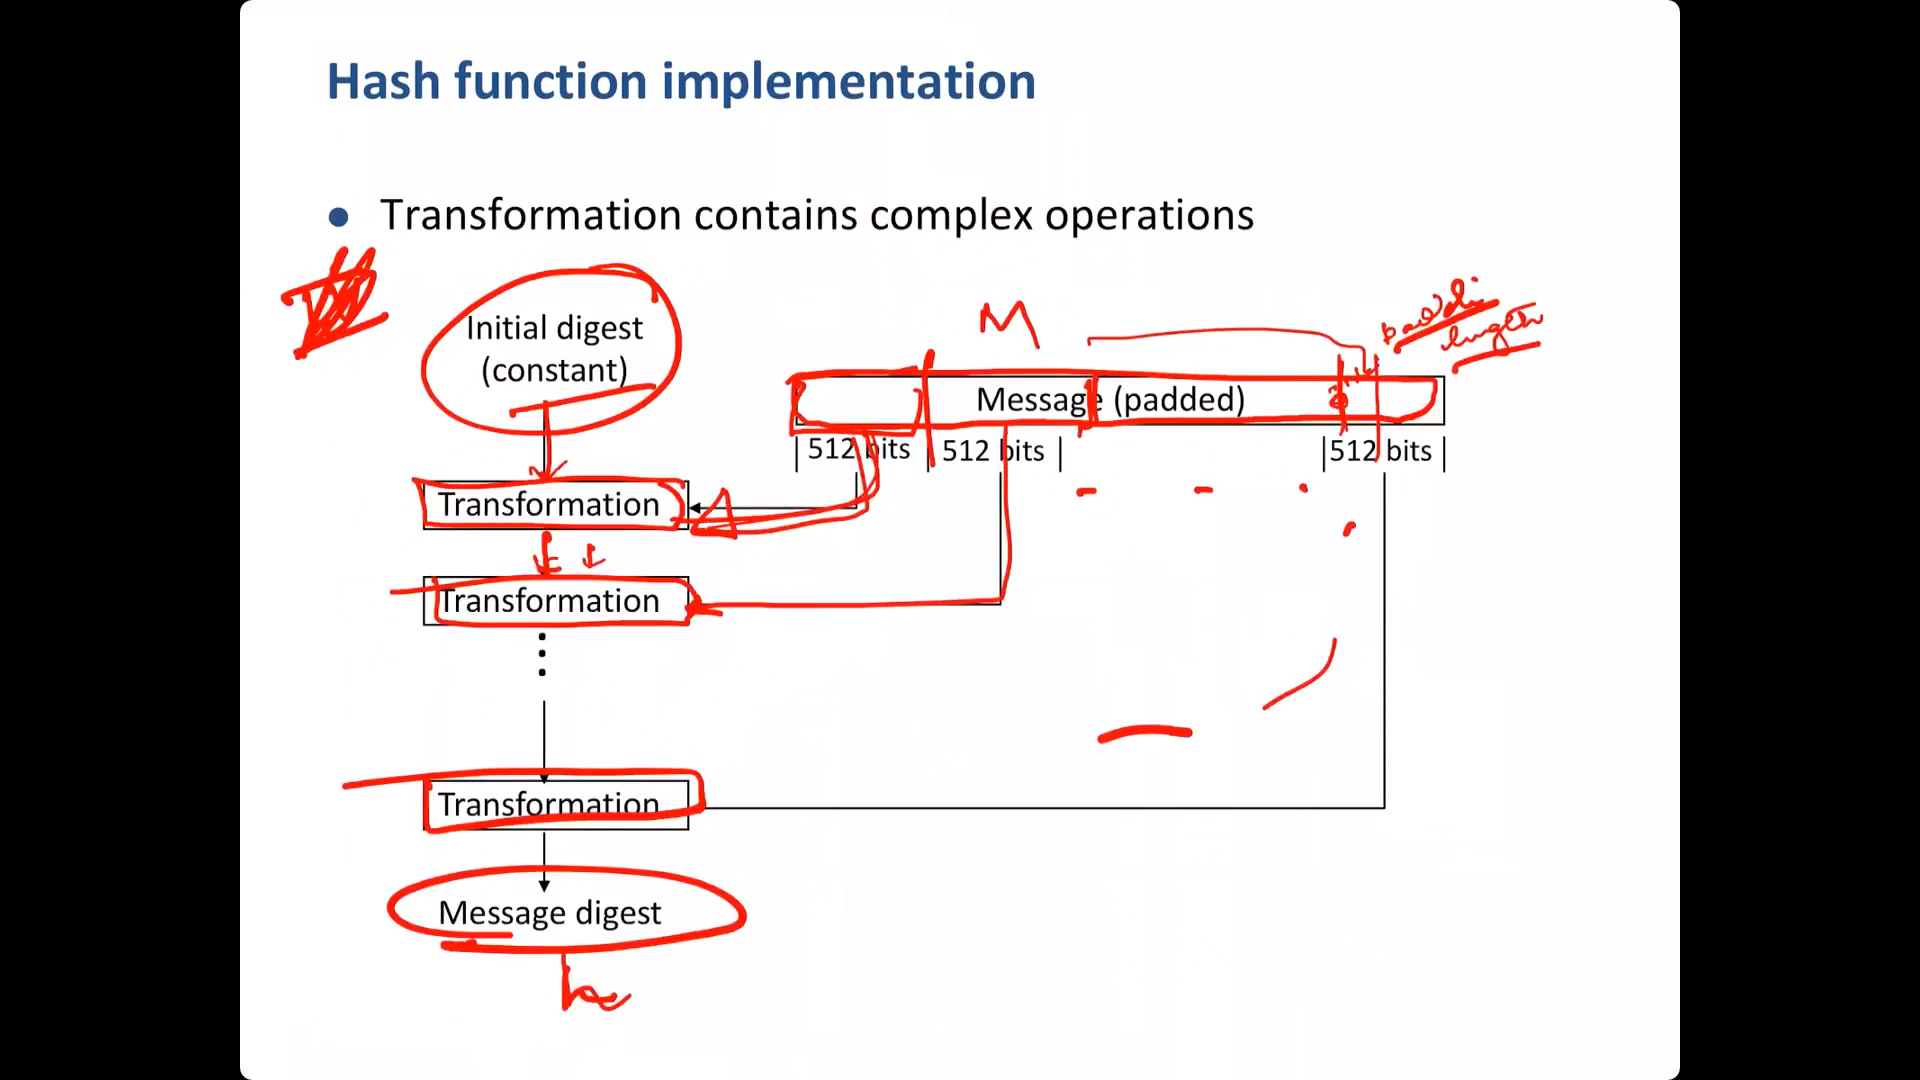 Hash function implementation
● Transformation contains complex operations
Initial digest
(constant)
M
length
Message (padded)
|512 bits | 512 bits | |512 bits |
Transformation
Transformation
Transformation
Message digest